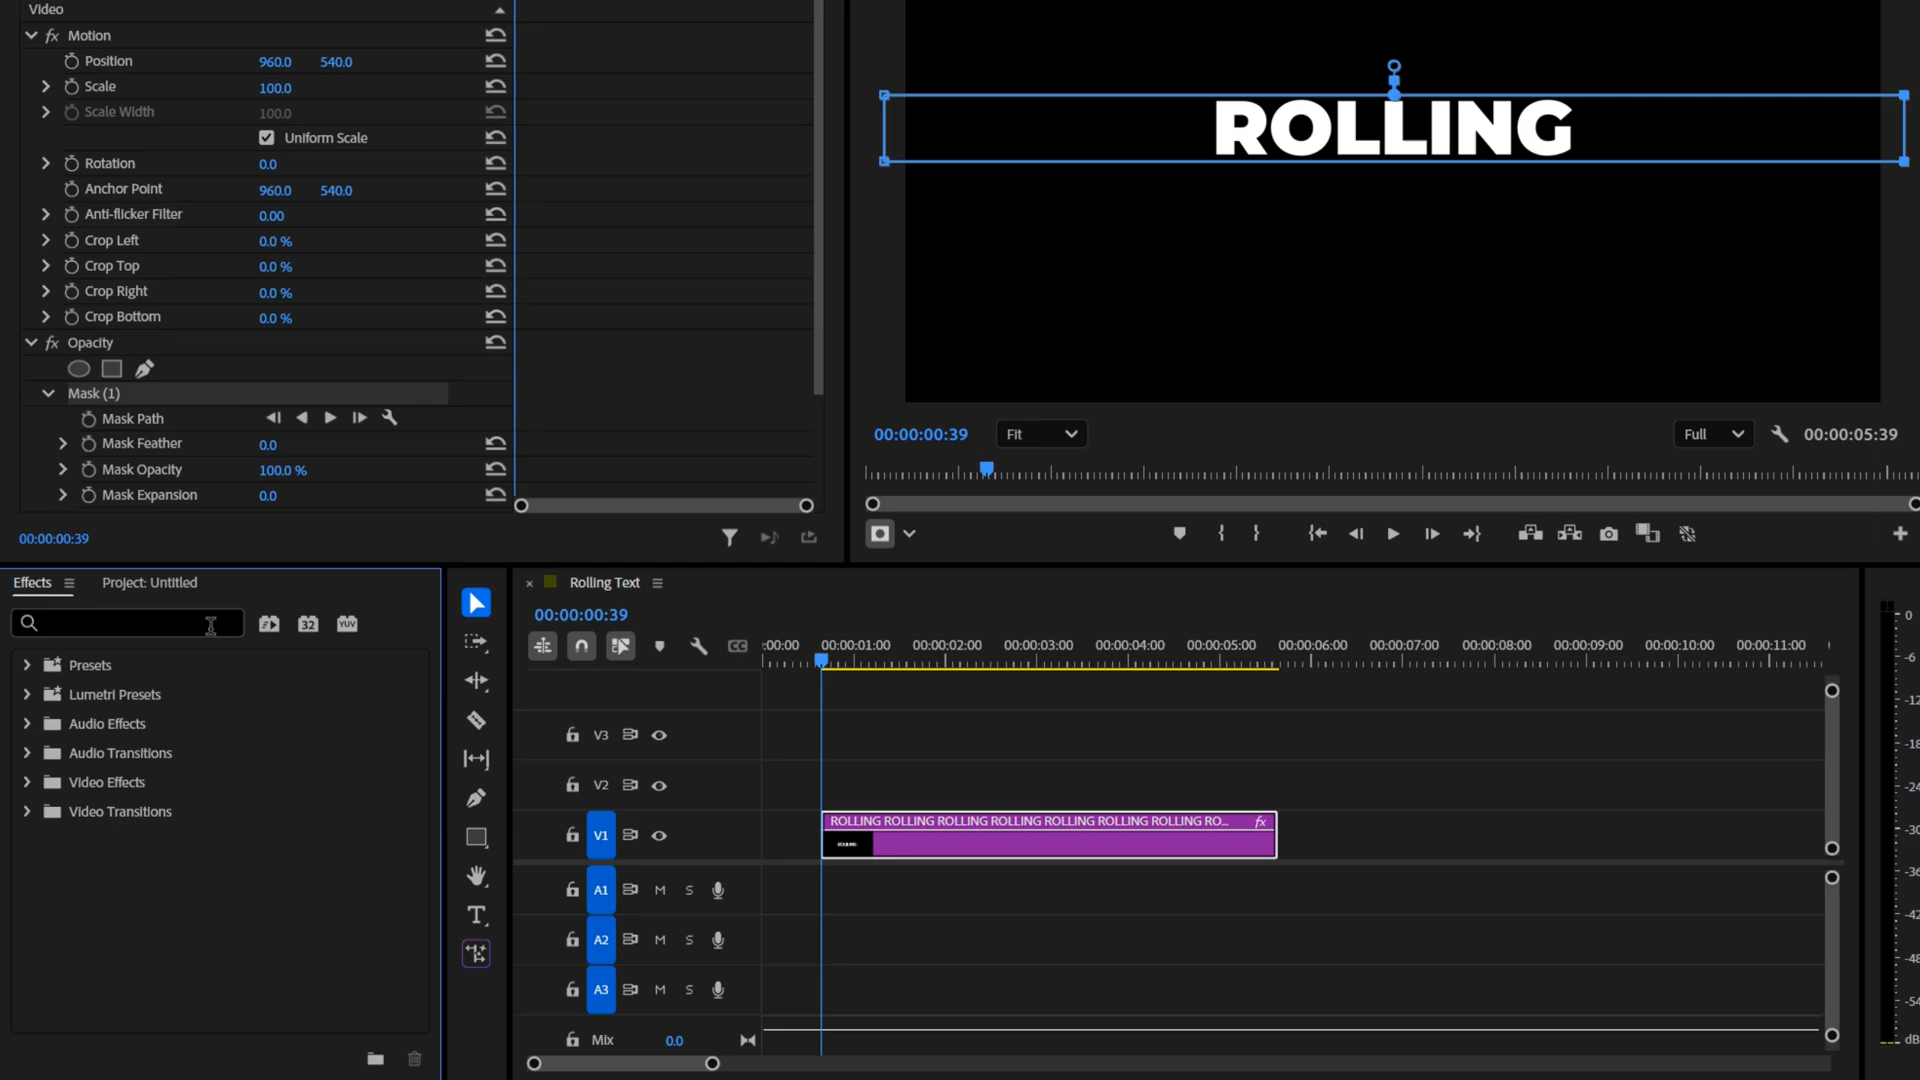 Video
fx Motion
Position 960.0 540.0
Scale 100.0
Scale Width 100.0
Uniform Scale
Rotation 0.0
Anchor Point 960.0 540.0
Anti-flicker Filter 0.00
Crop Left 0.0 %
Crop Top 0.0 %
Crop Right 0.0 %
Crop Bottom 0.0 %
fx Opacity
Mask (1)
Mask Path
Mask Feather 0.0
Mask Opacity 100.0 %
Mask Expansion 0.0
00:00:00:39
ROLLING
00:00:00:39 Fit Full 00:00:05:39
Effects Project: Untitled
32 YUV
Presets
Lumetri Presets
Audio Effects
Audio Transitions
Video Effects
Video Transitions
× Rolling Text
00:00:00:39
CC
:00:00 00:00:01:00 00:00:02:00 00:00:03:00 00:00:04:00 00:00:05:00 00:00:06:00 00:00:07:00 00:00:08:00 00:00:09:00 00:00:10:00 00:00:11:00
V3
V2
V1
ROLLING ROLLING ROLLING ROLLING ROLLING ROLLING ROLLING RO... fx
A1 M S
A2 M S
A3 M S
Mix 0.0
0
-6
-12
-18
-24
-30
-36
-42
-48
-54
dB